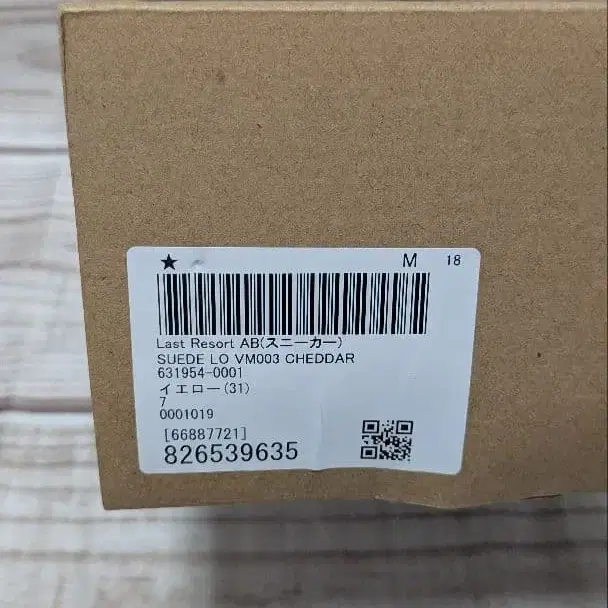 ★ M 18
Last Resort AB(スニーカー)
SUEDE LO VM003 CHEDDAR
631954-0001
イエロー(31)
7
0001019
[66887721]
826539635